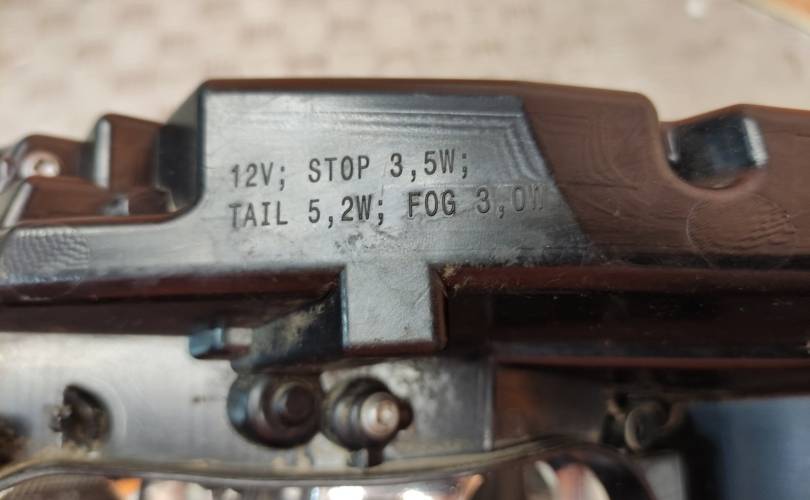 12V; STOP 3,5W;
TAIL 5,2W; FOG 3,0W